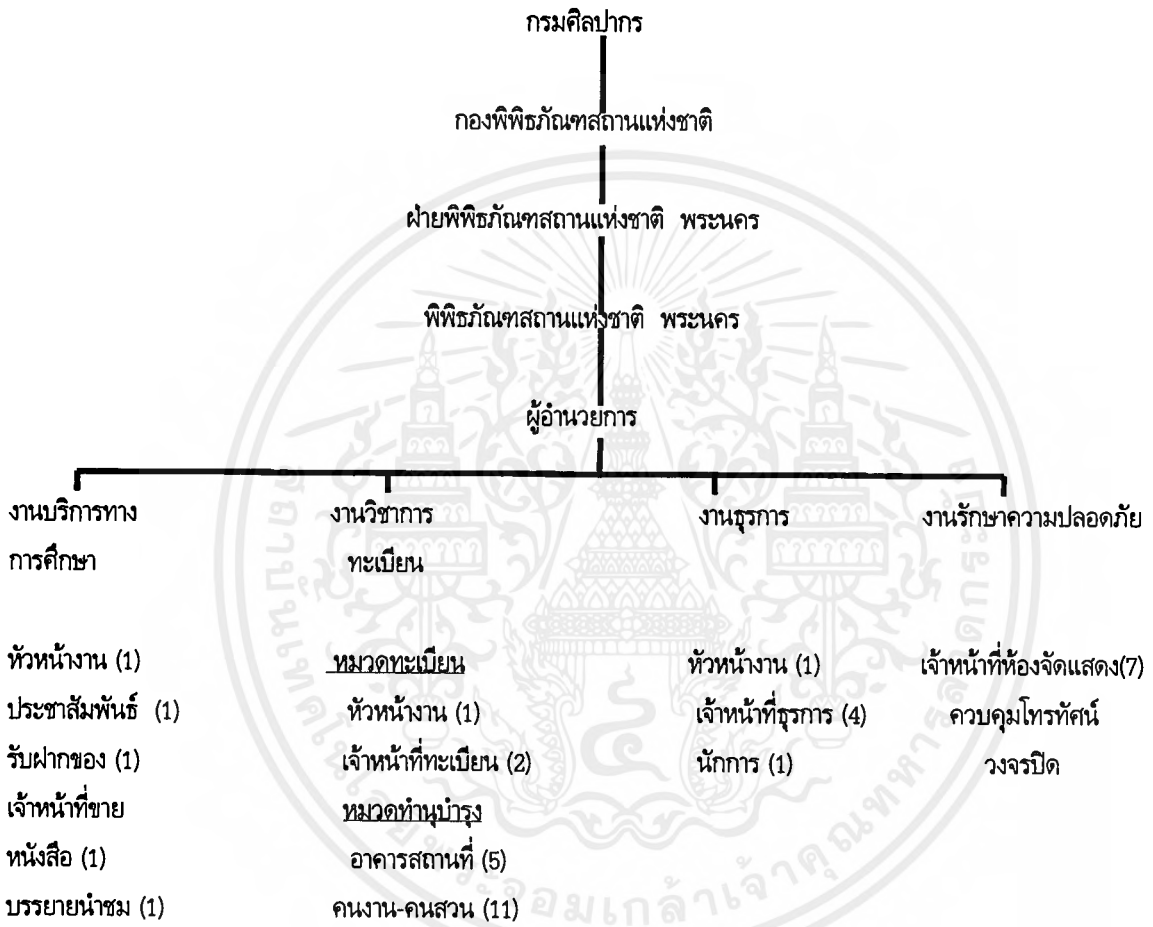 กรมศิลปากร
กองพิพิธภัณฑสถานแห่งชาติ
ฝ่ายพิพิธภัณฑสถานแห่งชาติ พระนคร
พิพิธภัณฑสถานแห่งชาติ พระนคร
ผู้อำนวยการ
งานบริการทาง
การศึกษา
หัวหน้างาน (1)
ประชาสัมพันธ์ (1)
รับฝากของ (1)
เจ้าหน้าที่ขาย
หนังสือ (1)
บรรยายนำชม (1)
งานวิชาการ
ทะเบียน
หมวดทะเบียน
หัวหน้างาน (1)
เจ้าหน้าที่ทะเบียน (2)
หมวดทำนุบำรุง
อาคารสถานที่ (5)
คนงาน-คนสวน (11)
งานธุรการ
หัวหน้างาน (1)
เจ้าหน้าที่ธุรการ (4)
นักการ (1)
งานรักษาความปลอดภัย
เจ้าหน้าที่ห้องจัดแสดง(7)
ควบคุมโทรทัศน์
วงจรปิด